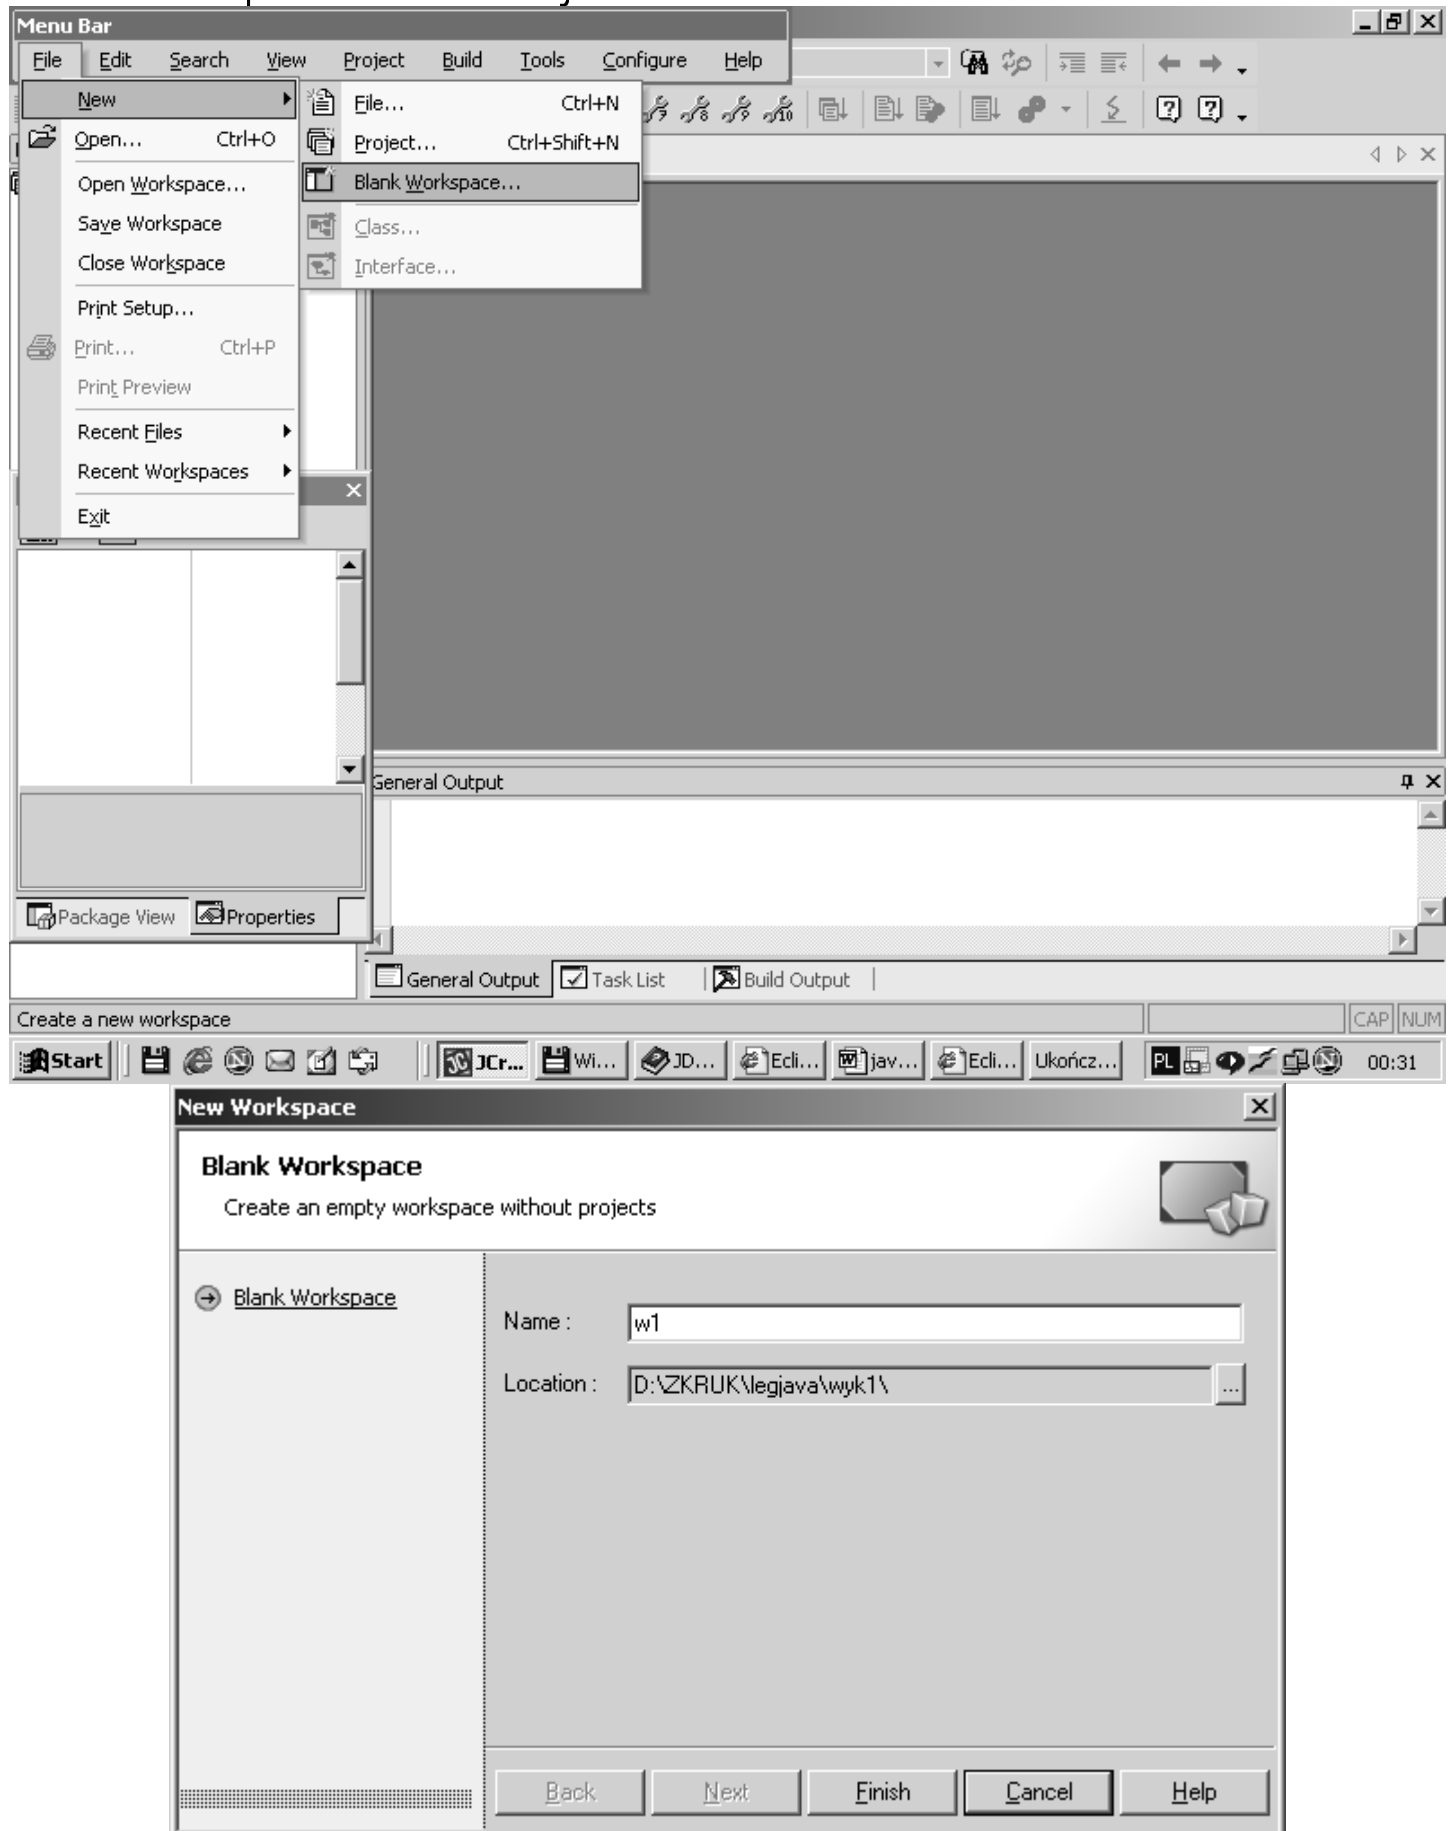 Menu Bar
File Edit Search View Project Build Tools Configure Help
New
File... Ctrl+N
Open... Ctrl+O
Project... Ctrl+Shift+N
Open Workspace...
Blank Workspace...
Save Workspace
Class...
Close Workspace
Interface...
Print Setup...
Print... Ctrl+P
Print Preview
Recent Files
Recent Workspaces
Exit
General Output
Package View Properties
General Output Task List Build Output
Create a new workspace CAP NUM
Start JCr... Wi... JD... Ecli... jav... Ecli... Ukończ... PL 00:31
New Workspace
Blank Workspace
Create an empty workspace without projects
Blank Workspace
Name : w1
Location : D:\ZKRUK\legjava\wyk1\ ...
Back Next Finish Cancel Help